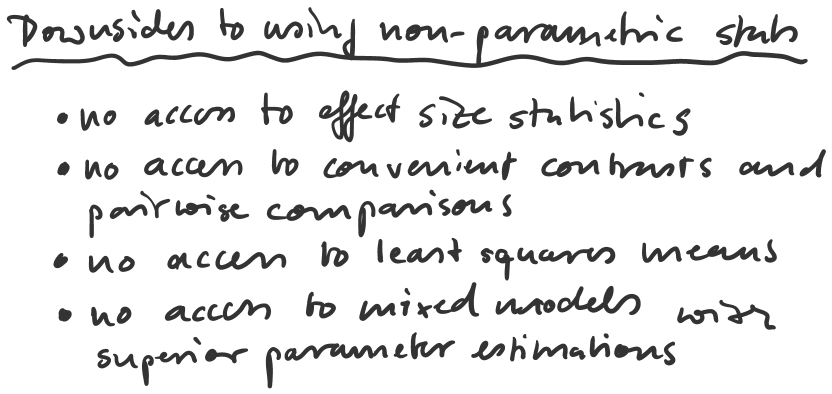 Downsides to using non-parametric stats
• no access to effect size statistics
• no access to convenient contrasts and
pairwise comparisons
• no access to least squares means
• no access to mixed models with
superior parameter estimations